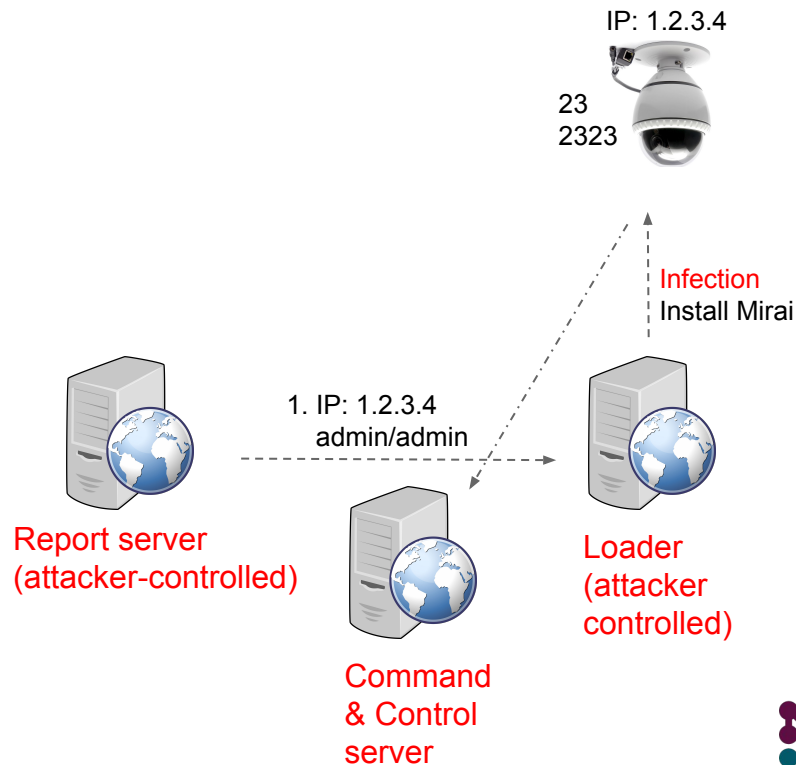 IP: 1.2.3.4
23
2323
Infection
Install Mirai
1. IP: 1.2.3.4
admin/admin
Report server
(attacker-controlled)
Loader
(attacker
controlled)
Command
& Control
server